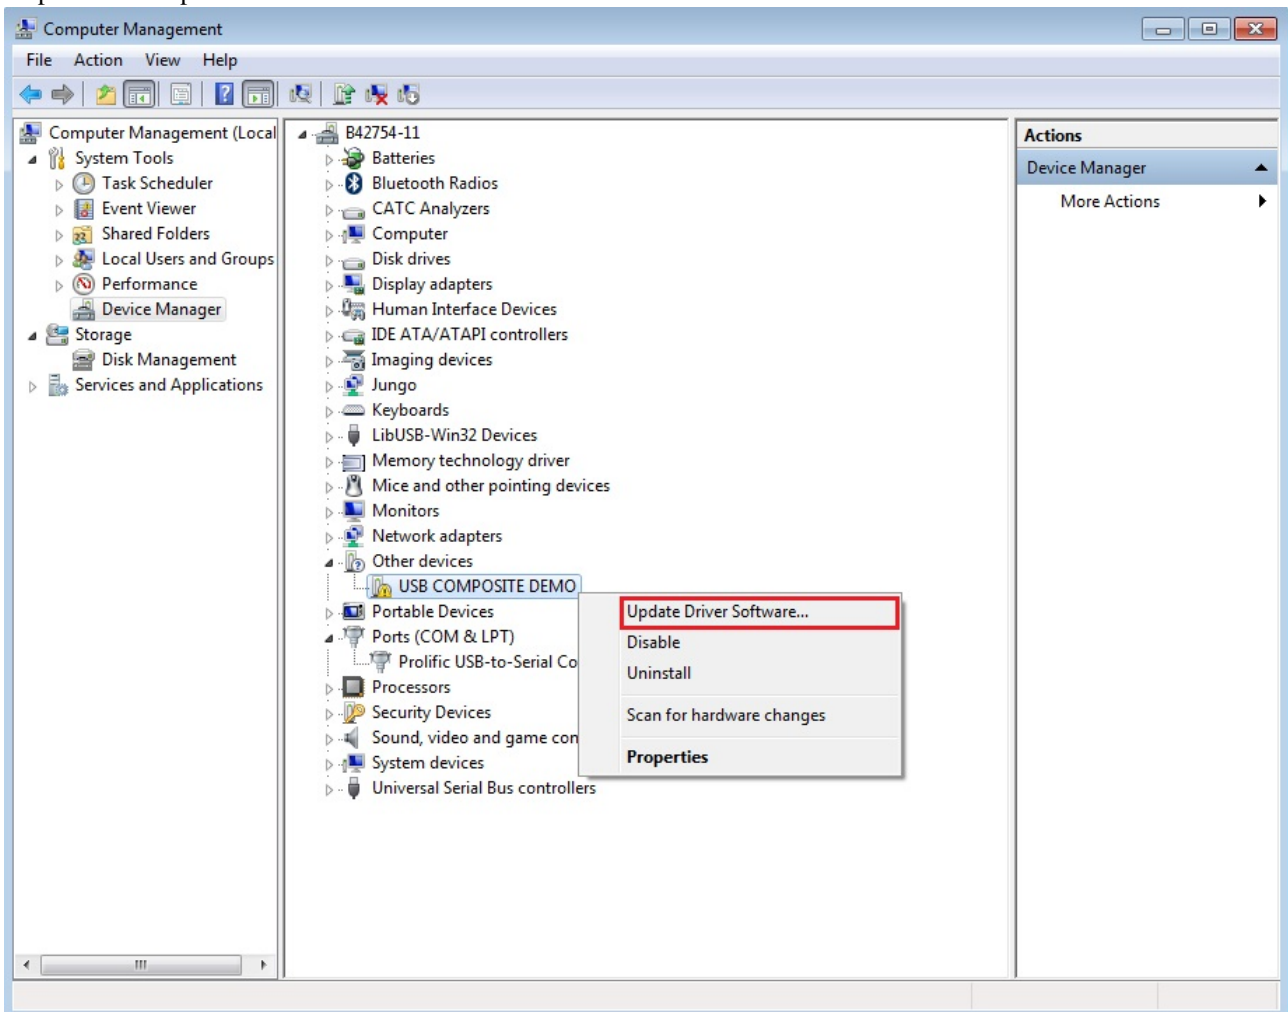 Computer Management
File Action View Help
Computer Management (Local
System Tools
Task Scheduler
Event Viewer
Shared Folders
Local Users and Groups
Performance
Device Manager
Storage
Disk Management
Services and Applications
B42754-11
Batteries
Bluetooth Radios
CATC Analyzers
Computer
Disk drives
Display adapters
Human Interface Devices
IDE ATA/ATAPI controllers
Imaging devices
Jungo
Keyboards
LibUSB-Win32 Devices
Memory technology driver
Mice and other pointing devices
Monitors
Network adapters
Other devices
USB COMPOSITE DEMO
Portable Devices
Ports (COM & LPT)
Prolific USB-to-Serial Co
Processors
Security Devices
Sound, video and game con
System devices
Universal Serial Bus controllers
Update Driver Software...
Disable
Uninstall
Scan for hardware changes
Properties
Actions
Device Manager
More Actions